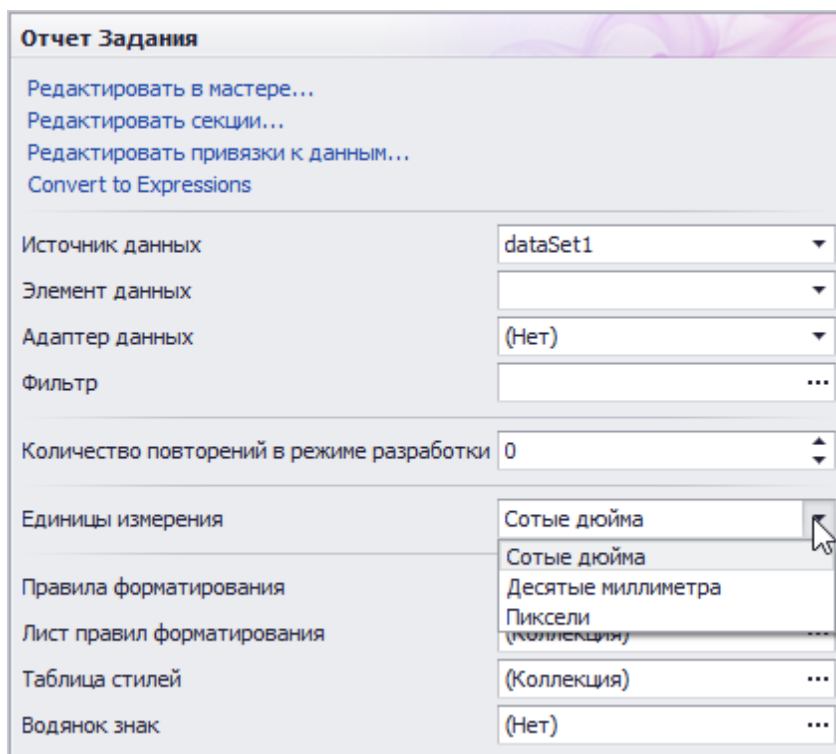 Отчет Задания
Редактировать в мастере...
Редактировать секции...
Редактировать привязки к данным...
Convert to Expressions
Источник данных dataSet1
Элемент данных
Адаптер данных (Нет)
Фильтр
Количество повторений в режиме разработки 0
Единицы измерения Сотые дюйма
Сотые дюйма
Правила форматирования Десятые миллиметра
Пиксели
Лист правил форматирования (Коллекция)
Таблица стилей (Коллекция)
Водянок знак (Нет)